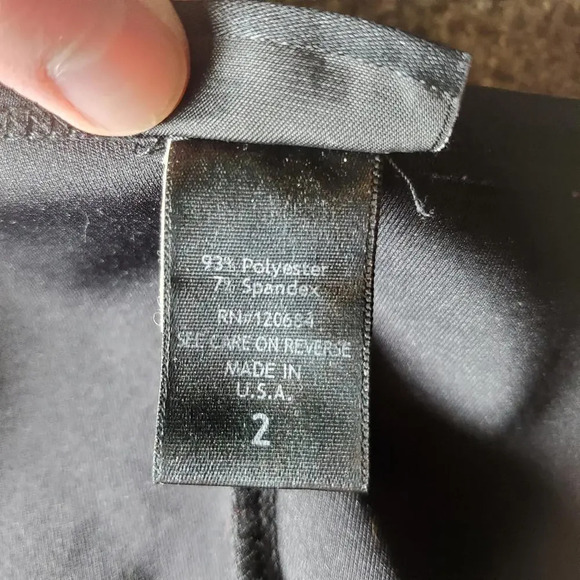 93% Polyester
7% Spandex
RN#120684
SEE CARE ON REVERSE
MADE IN
U.S.A.
2